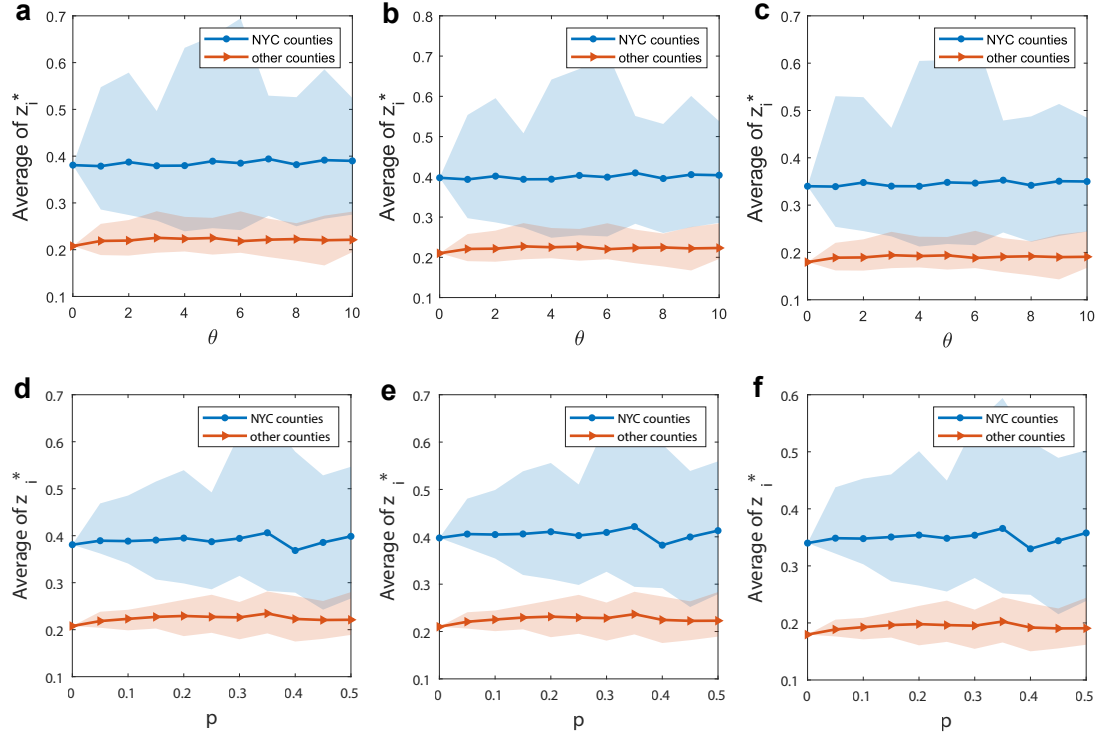 a
Average of z_i^*
0.7
0.6
0.5
0.4
0.3
0.2
0.1
NYC counties
other counties
0 2 4 6 8 10
θ
b
Average of z_i^*
0.8
0.7
0.6
0.5
0.4
0.3
0.2
0.1
NYC counties
other counties
0 2 4 6 8 10
θ
c
Average of z_i^*
0.7
0.6
0.5
0.4
0.3
0.2
0.1
NYC counties
other counties
0 2 4 6 8 10
θ
d
Average of z_i^*
0.7
0.6
0.5
0.4
0.3
0.2
0.1
NYC counties
other counties
0 0.1 0.2 0.3 0.4 0.5
p
e
Average of z_i^*
0.7
0.6
0.5
0.4
0.3
0.2
0.1
NYC counties
other counties
0 0.1 0.2 0.3 0.4 0.5
p
f
Average of z_i^*
0.6
0.5
0.4
0.3
0.2
0.1
NYC counties
other counties
0 0.1 0.2 0.3 0.4 0.5
p